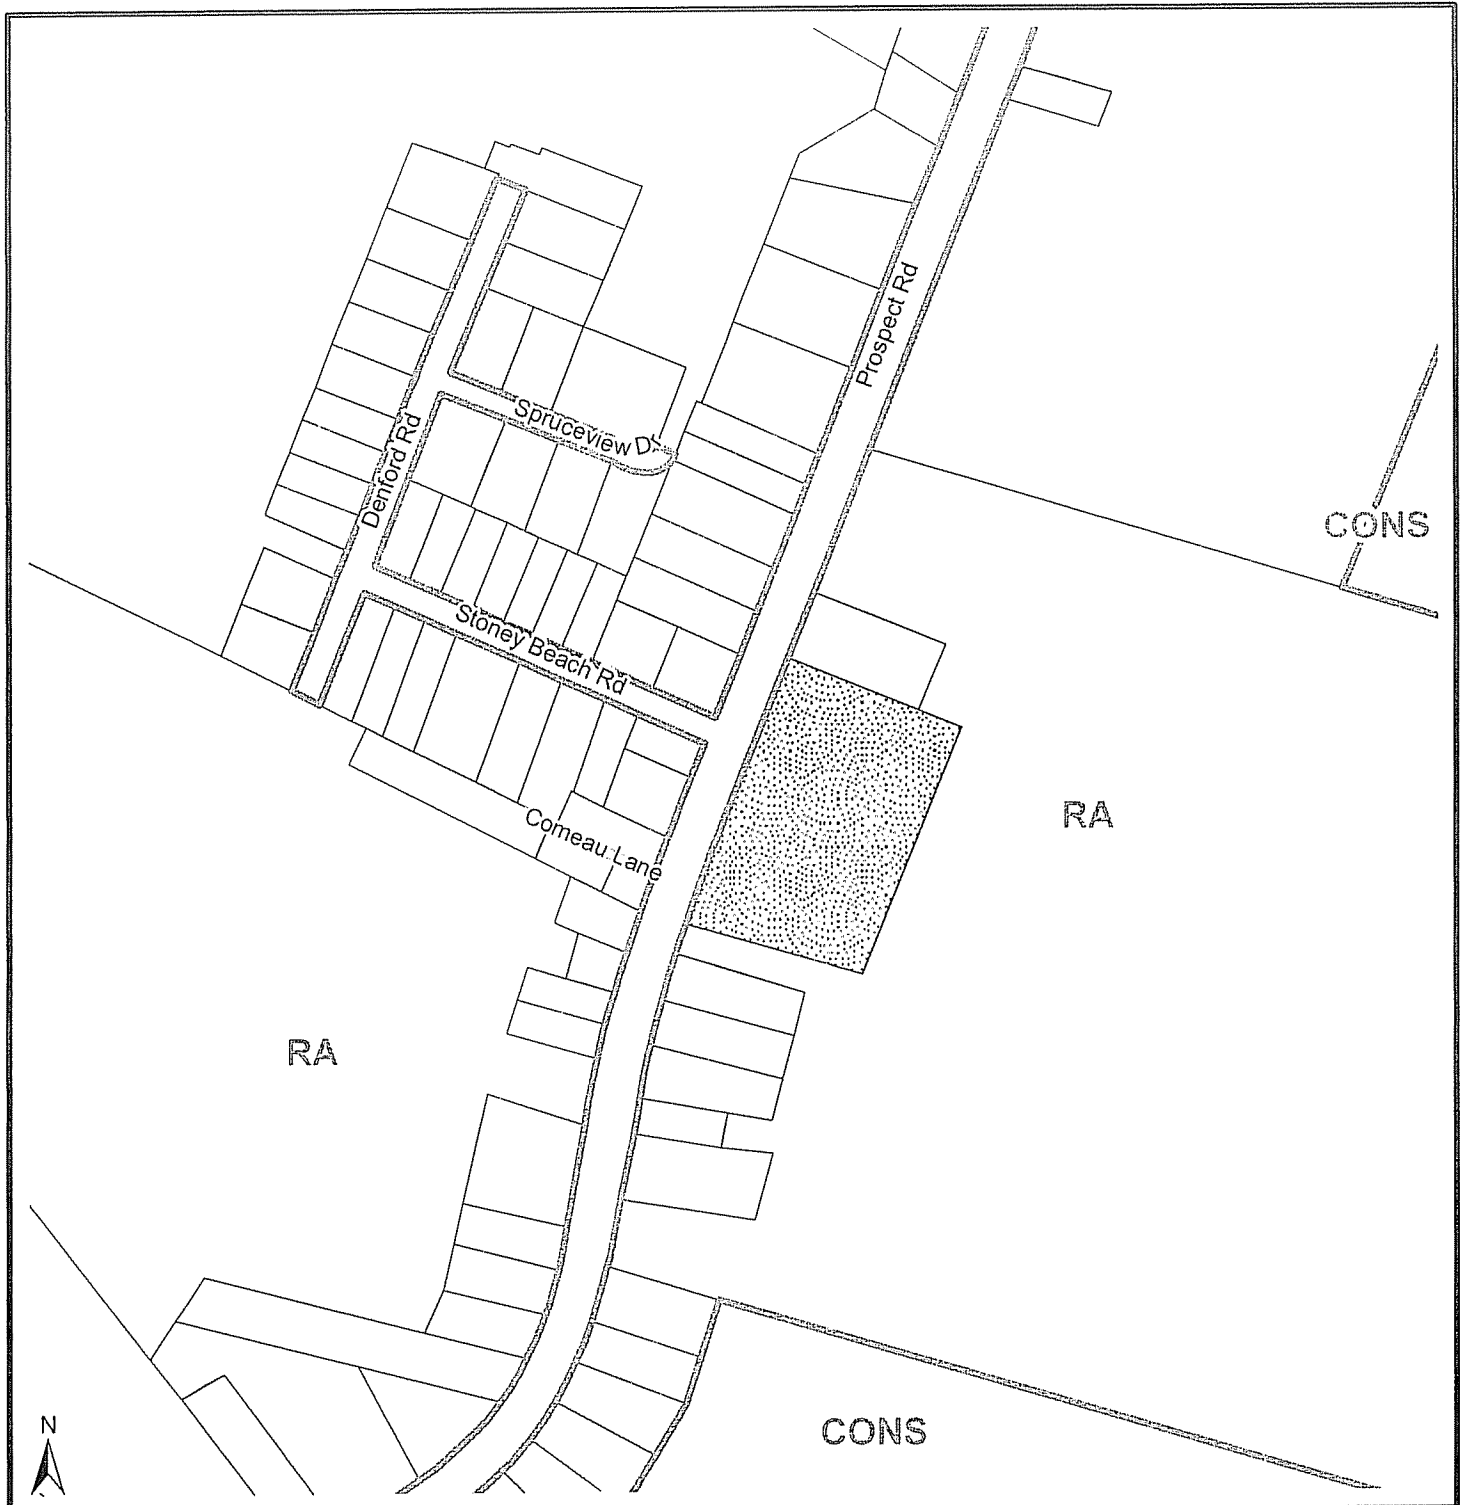 Prospect Rd
Spruceview Dr
Denford Rd
CONS
Stoney Beach Rd
RA
Comeau Lane
RA
N
CONS